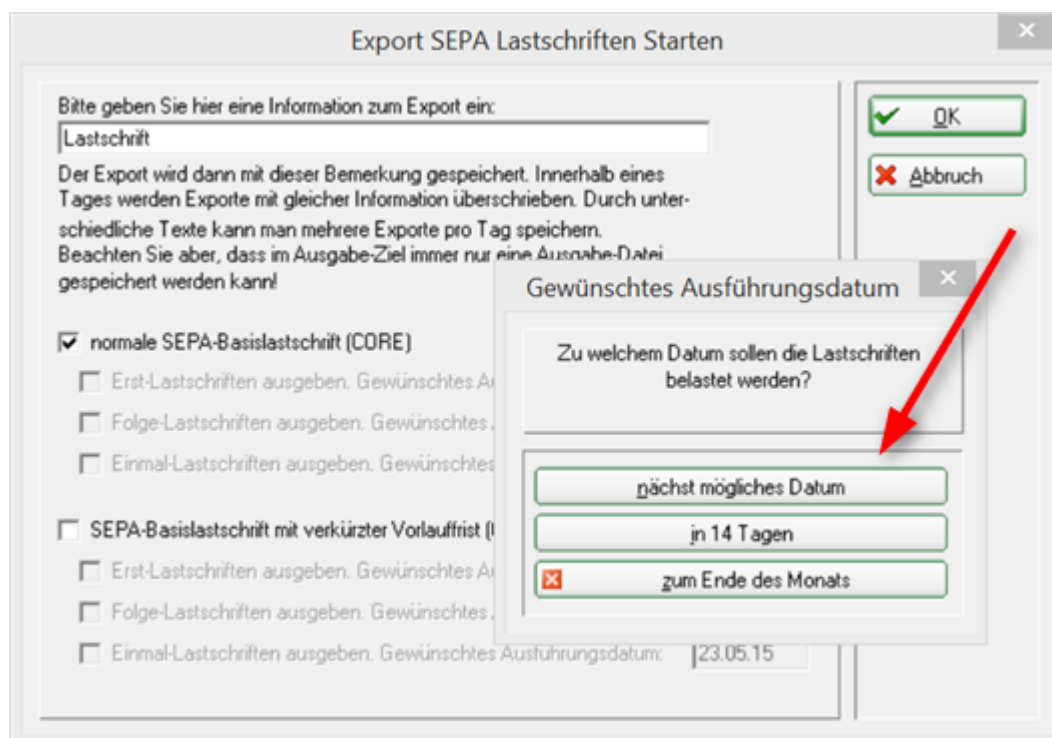 Export SEPA Lastschriften Starten
Bitte geben Sie hier eine Information zum Export ein:
Lastschrift
Der Export wird dann mit dieser Bemerkung gespeichert. Innerhalb eines
Tages werden Exporte mit gleicher Information überschrieben. Durch unter-
schiedliche Texte kann man mehrere Exporte pro Tag speichern.
Beachten Sie aber, dass im Ausgabe-Ziel immer nur eine Ausgabe-Datei
gespeichert werden kann!
normale SEPA-Basislastschrift (CORE)
Erst-Lastschriften ausgeben. Gewünschtes
Folge-Lastschriften ausgeben. Gewünschtes
Einmal-Lastschriften ausgeben. Gewünschtes
SEPA-Basislastschrift mit verkürzter Vorlauffrist
Erst-Lastschriften ausgeben. Gewünschtes
Folge-Lastschriften ausgeben. Gewünschtes
Einmal-Lastschriften ausgeben. Gewünschtes Ausführungsdatum: 23.05.15
OK
Abbruch
Gewünschtes Ausführungsdatum
Zu welchem Datum sollen die Lastschriften
belastet werden?
nächst mögliches Datum
in 14 Tagen
zum Ende des Monats